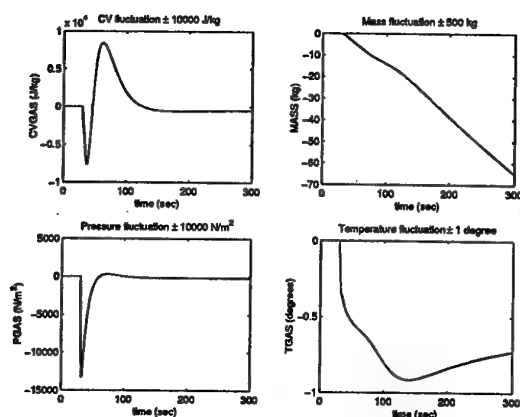 CV fluctuation ± 10000 J/kg
1 × 10⁴
0.5
0
-0.5
-1
CVGAS (J/kg)
0 100 200 300
time (sec)
Mass fluctuation ± 500 kg
0
-10
-20
-30
-40
-50
-60
-70
MASS (kg)
0 100 200 300
time (sec)
Pressure fluctuation ± 10000 N/m²
5000
0
-5000
-10000
-15000
PGAS (N/m²)
0 100 200 300
time (sec)
Temperature fluctuation ± 1 degree
0
-0.5
-1
TGAS (degrees)
0 100 200 300
time (sec)